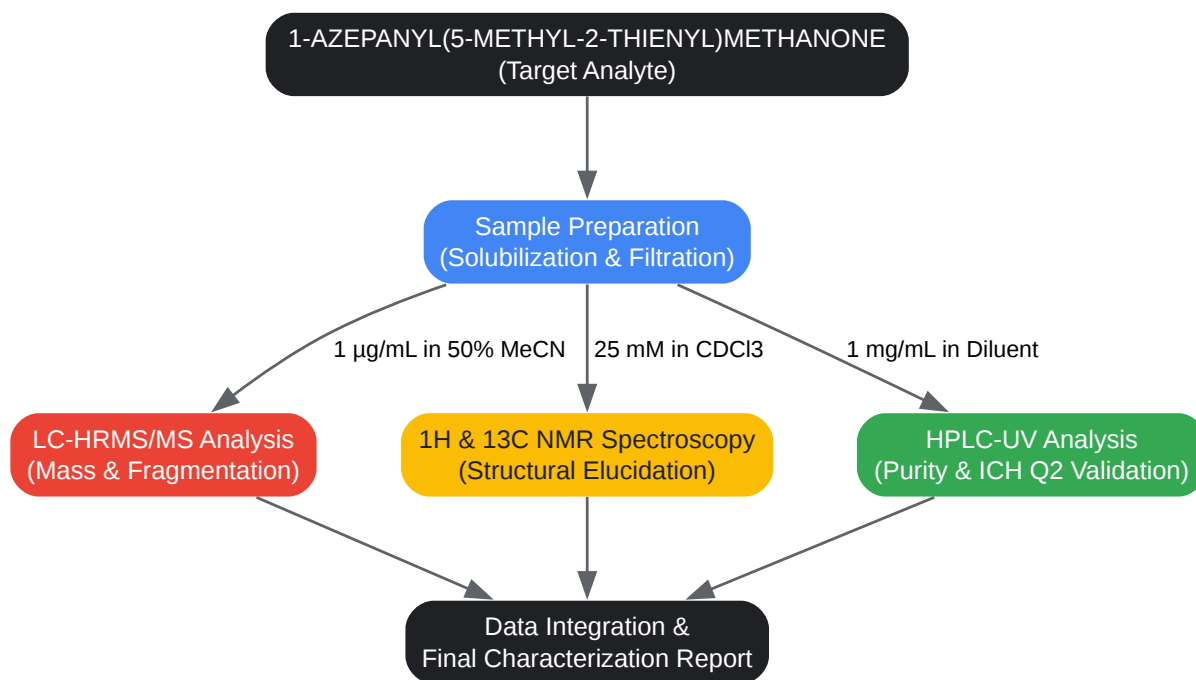 1-AZEPANYL(5-METHYL-2-THIENYL)METHANONE
(Target Analyte)
Sample Preparation
(Solubilization & Filtration)
1 µg/mL in 50% MeCN
25 mM in CDCl3
1 mg/mL in Diluent
LC-HRMS/MS Analysis
(Mass & Fragmentation)
1H & 13C NMR Spectroscopy
(Structural Elucidation)
HPLC-UV Analysis
(Purity & ICH Q2 Validation)
Data Integration &
Final Characterization Report